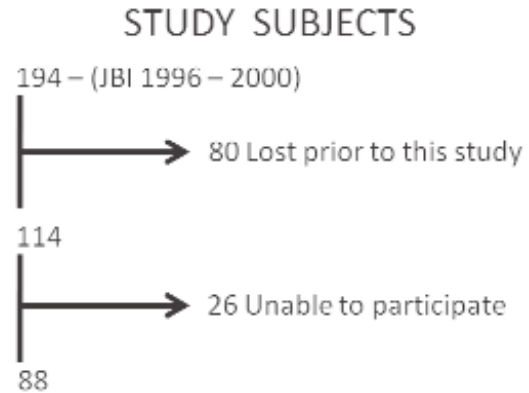 STUDY SUBJECTS
194 – (JBI 1996 – 2000)
80 Lost prior to this study
114
26 Unable to participate
88